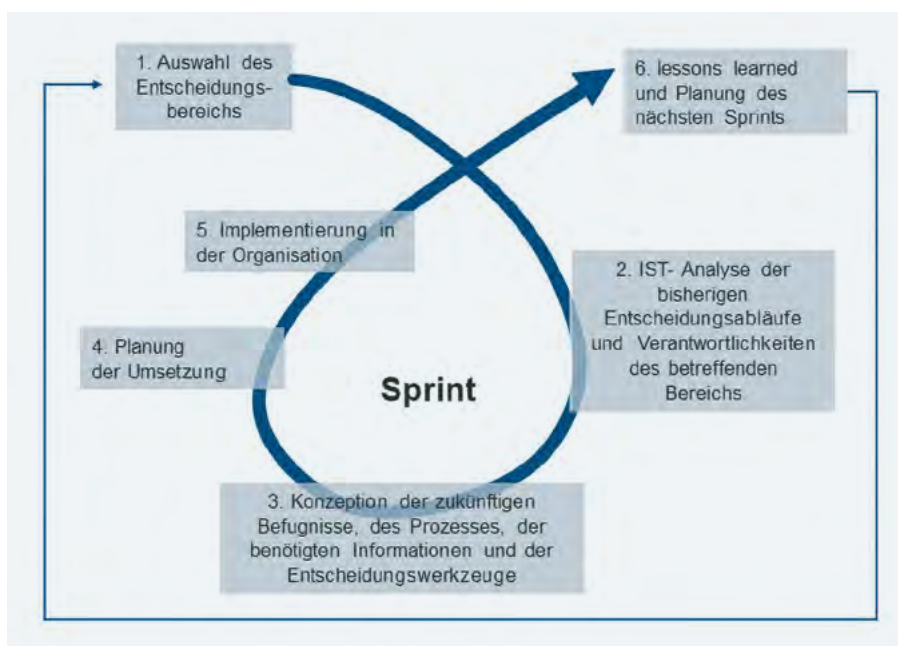 1. Auswahl des
Entscheidungs-
bereichs
2. IST- Analyse der
bisherigen
Entscheidungsabläufe
und Verantwortlichkeiten
des betreffenden
Bereichs
3. Konzeption der zukünftigen
Befugnisse, des Prozesses, der
benötigten Informationen und der
Entscheidungswerkzeuge
4. Planung
der Umsetzung
5. Implementierung in
der Organisation
6. lessons learned
und Planung des
nächsten Sprints
Sprint